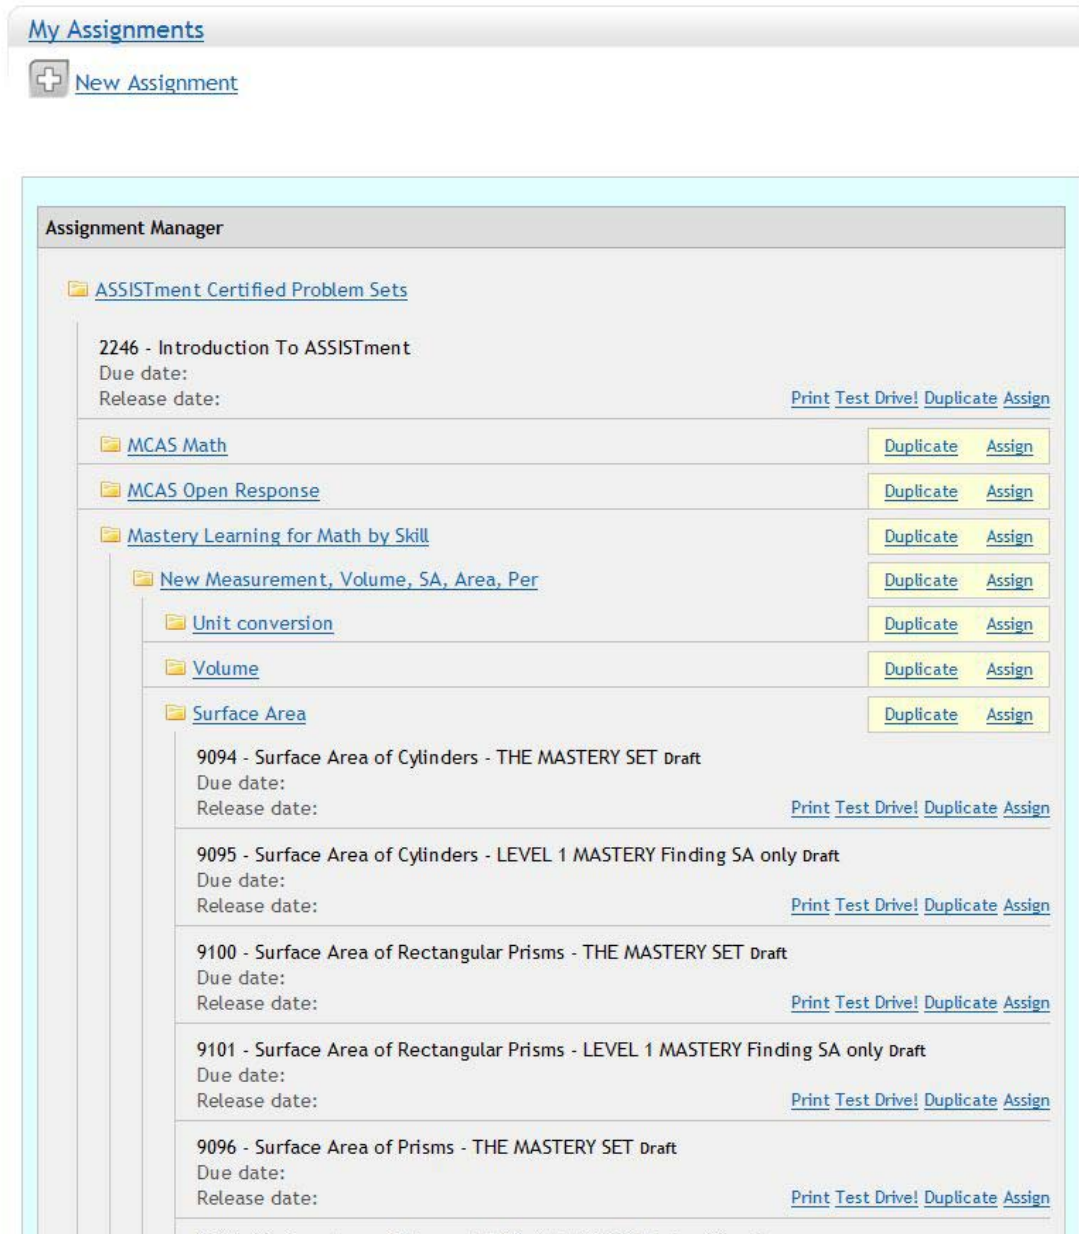 My Assignments
New Assignment
Assignment Manager
ASSISTment Certified Problem Sets
2246 - Introduction To ASSISTment
Due date:
Release date:
Print Test Drive! Duplicate Assign
MCAS Math Duplicate Assign
MCAS Open Response Duplicate Assign
Mastery Learning for Math by Skill Duplicate Assign
New Measurement, Volume, SA, Area, Per Duplicate Assign
Unit conversion Duplicate Assign
Volume Duplicate Assign
Surface Area Duplicate Assign
9094 - Surface Area of Cylinders - THE MASTERY SET Draft
Due date:
Release date:
Print Test Drive! Duplicate Assign
9095 - Surface Area of Cylinders - LEVEL 1 MASTERY Finding SA only Draft
Due date:
Release date:
Print Test Drive! Duplicate Assign
9100 - Surface Area of Rectangular Prisms - THE MASTERY SET Draft
Due date:
Release date:
Print Test Drive! Duplicate Assign
9101 - Surface Area of Rectangular Prisms - LEVEL 1 MASTERY Finding SA only Draft
Due date:
Release date:
Print Test Drive! Duplicate Assign
9096 - Surface Area of Prisms - THE MASTERY SET Draft
Due date:
Release date:
Print Test Drive! Duplicate Assign